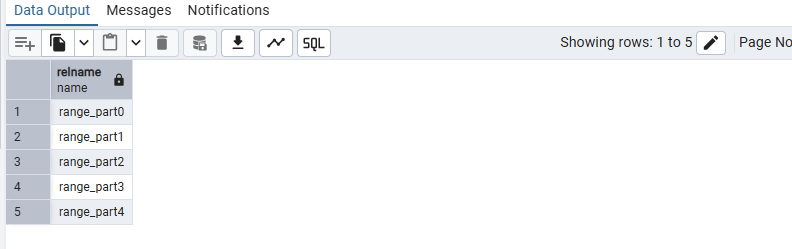 Data Output Messages Notifications
SQL Showing rows: 1 to 5 Page No
relname
name
1 range_part0
2 range_part1
3 range_part2
4 range_part3
5 range_part4